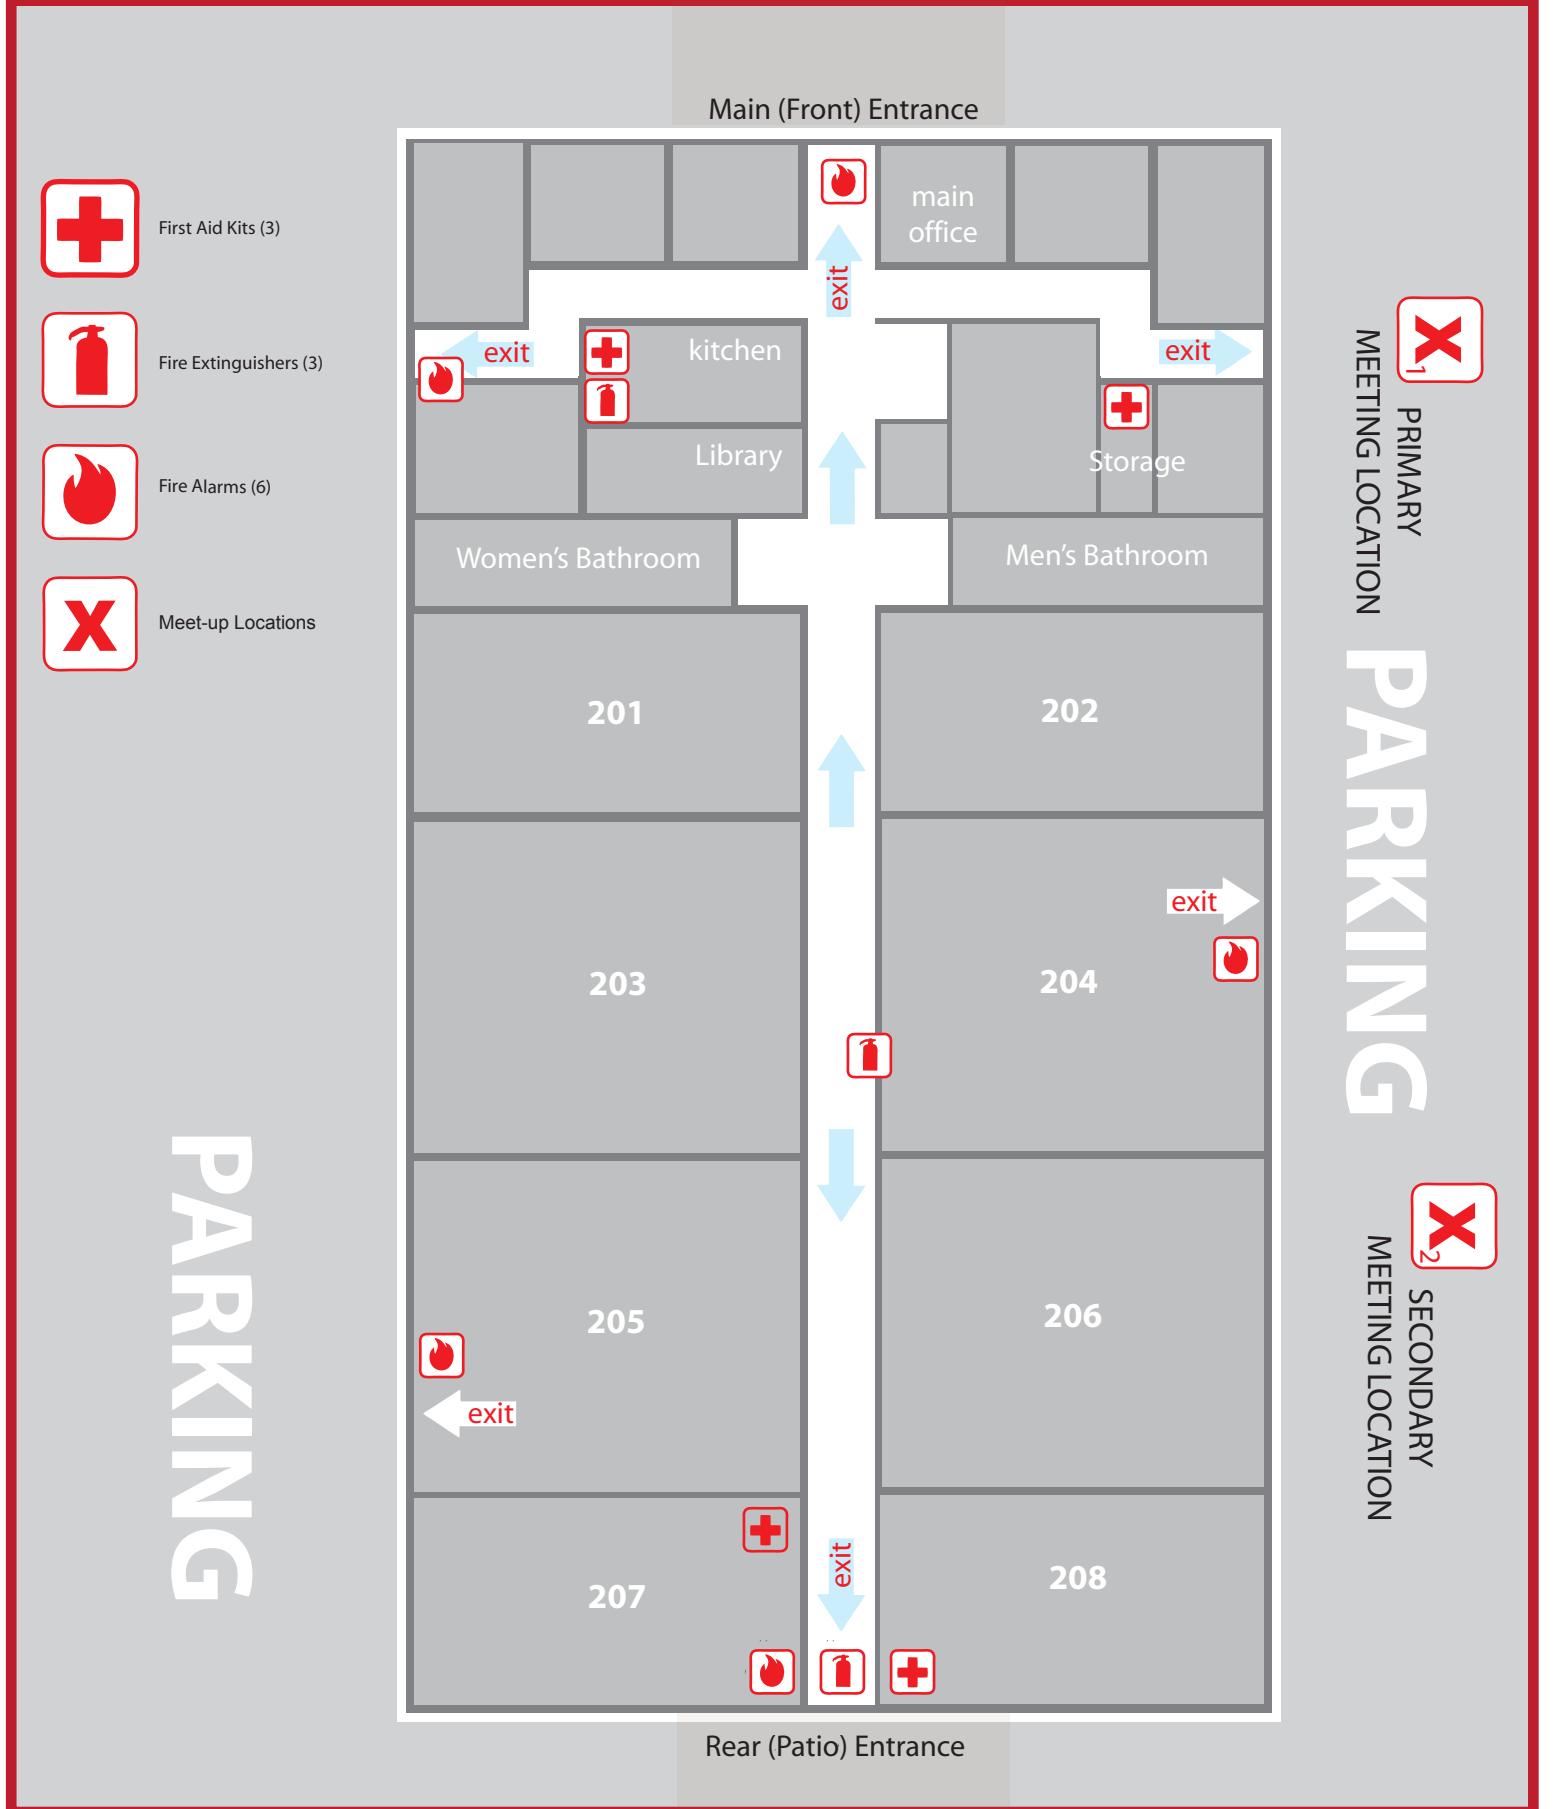 Main (Front) Entrance
First Aid Kits (3)
Fire Extinguishers (3)
Fire Alarms (6)
X
Meet-up Locations
main
office
exit
exit
kitchen
exit
Library
Storage
Women's Bathroom
Men's Bathroom
201
202
203
exit
204
205
exit
206
207
exit
208
Rear (Patio) Entrance
PARKING
X
1
PRIMARY
MEETING LOCATION
PARKING
X
2
SECONDARY
MEETING LOCATION